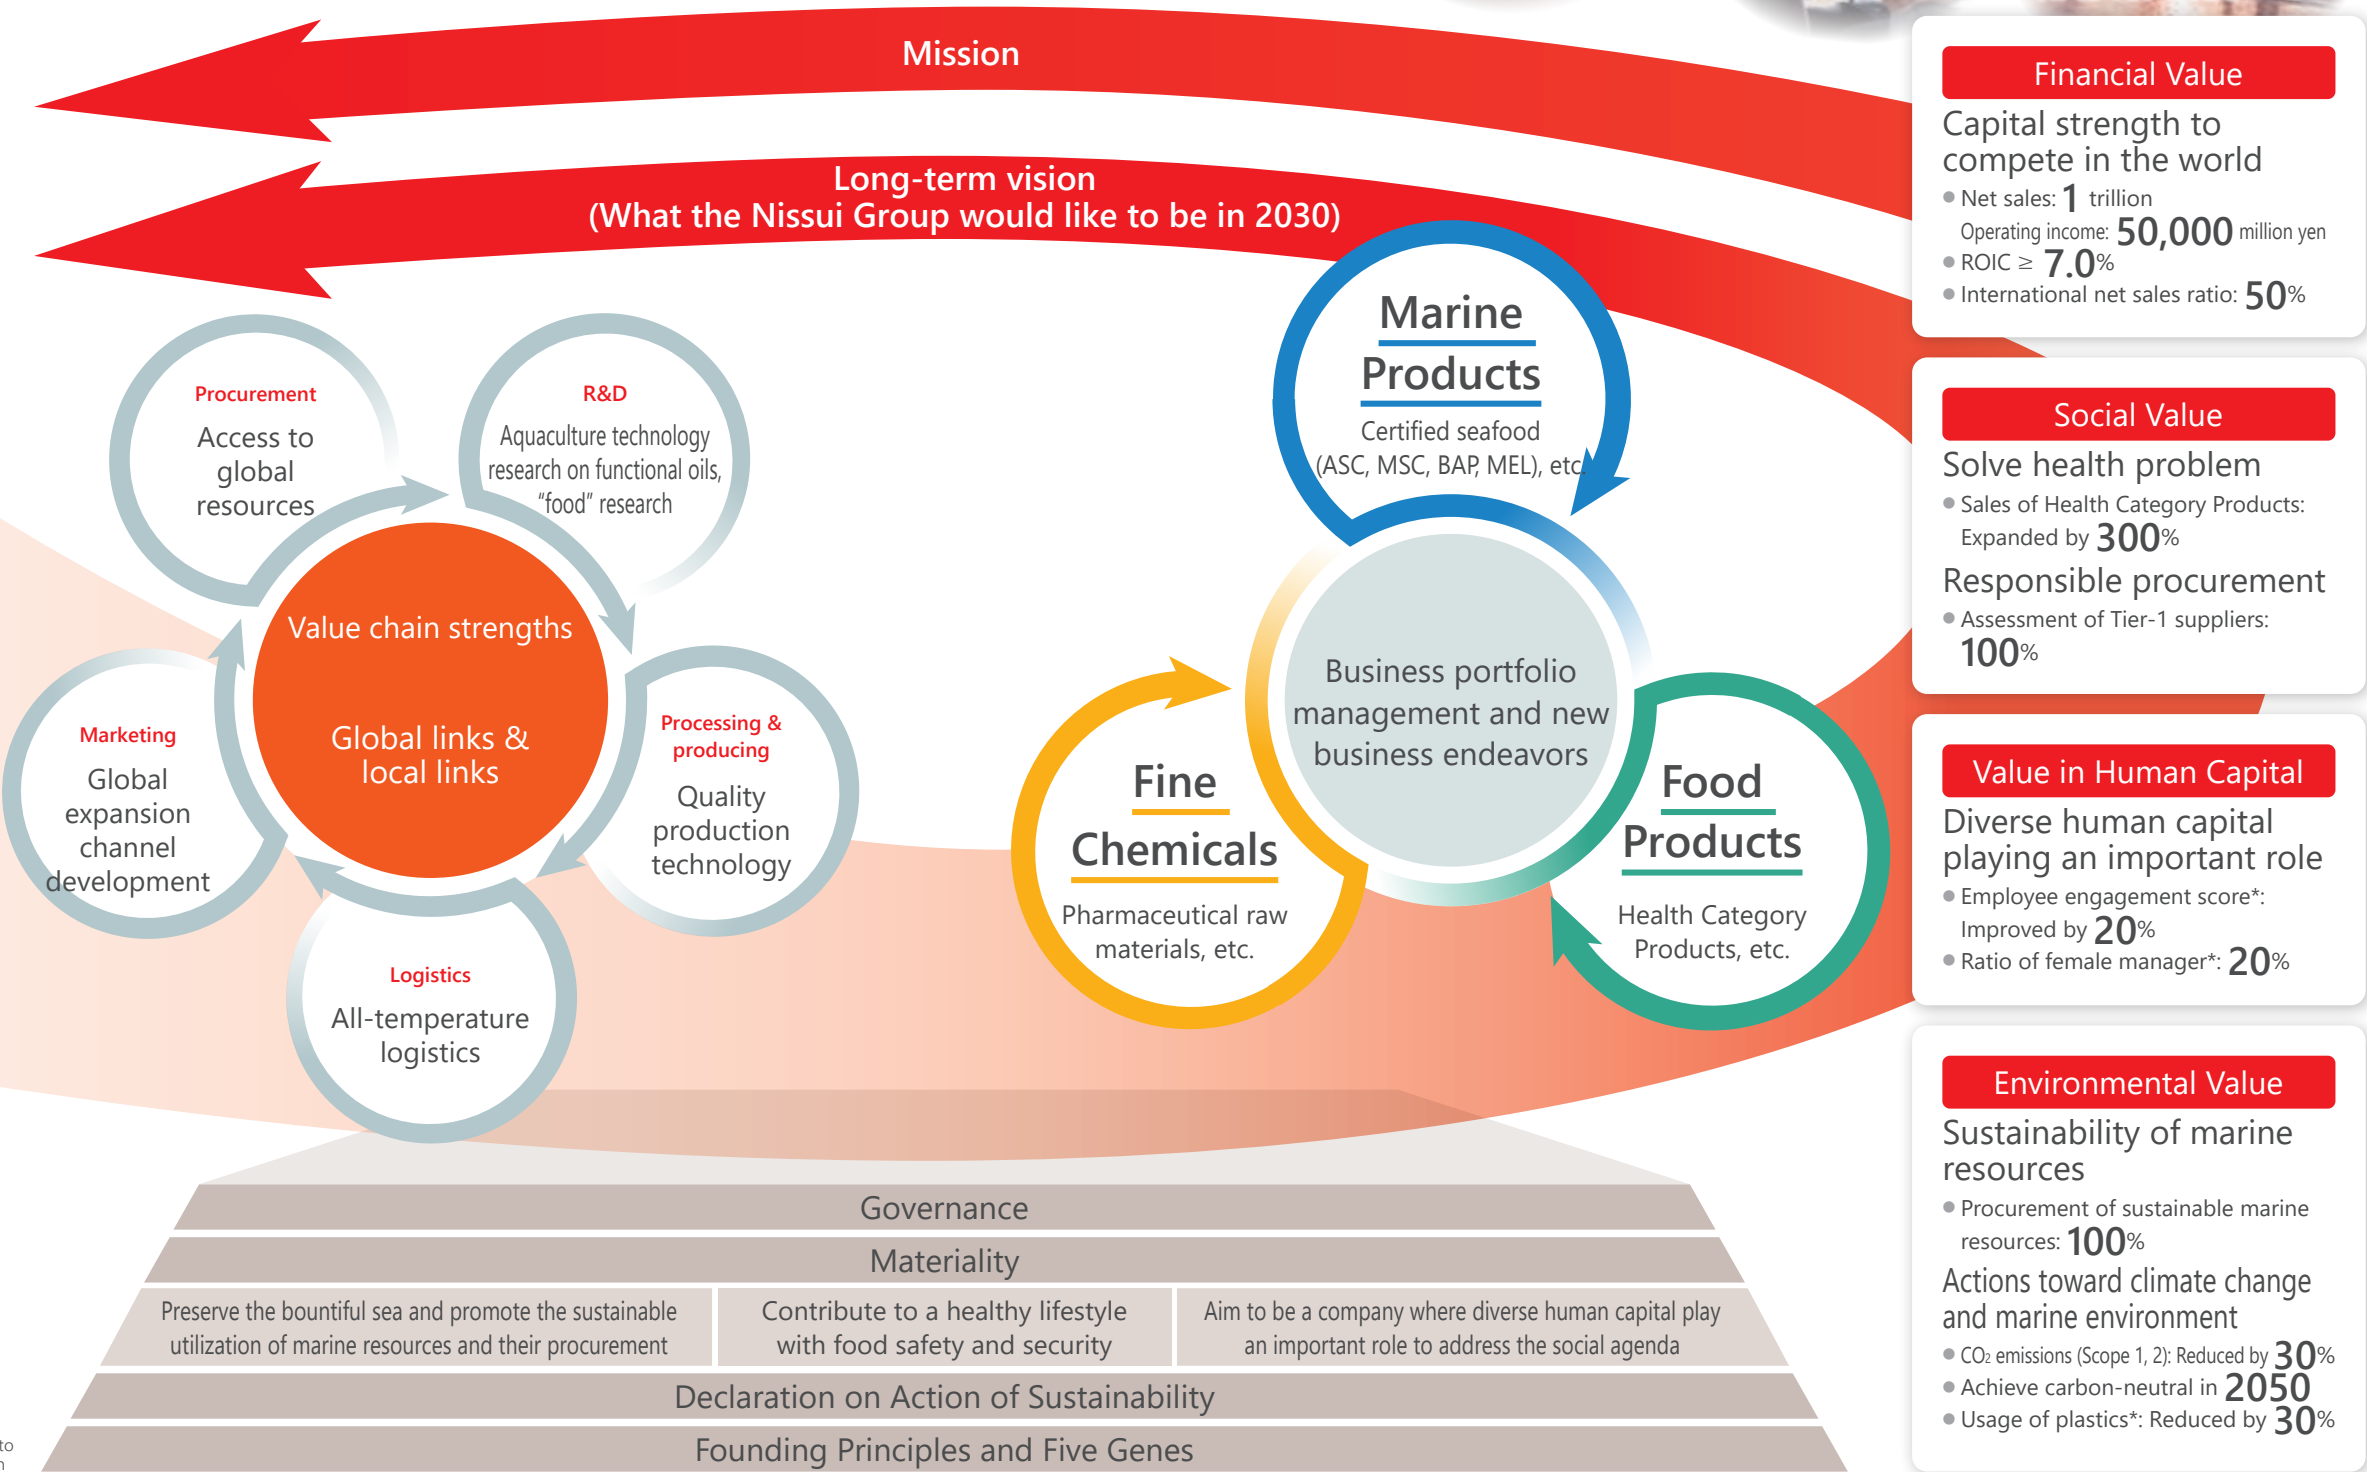 Mission
Long-term vision
(What the Nissui Group would like to be in 2030)
Procurement
Access to
global
resources
R&D
Aquaculture technology
research on functional oils,
"food" research
Value chain strengths
Global links &
local links
Marketing
Global
expansion
channel
development
Processing &
producing
Quality
production
technology
Logistics
All-temperature
logistics
Marine
Products
Certified seafood
(ASC, MSC, BAP, MEL), etc.
Business portfolio
management and new
business endeavors
Fine
Chemicals
Pharmaceutical raw
materials, etc.
Food
Products
Health Category
Products, etc.
Governance
Materiality
Preserve the bountiful sea and promote the sustainable
utilization of marine resources and their procurement
Contribute to a healthy lifestyle
with food safety and security
Aim to be a company where diverse human capital play
an important role to address the social agenda
Declaration on Action of Sustainability
Founding Principles and Five Genes
to
Financial Value
Capital strength to
compete in the world
• Net sales: 1 trillion
Operating income: 50,000 million yen
• ROIC ≥ 7.0%
• International net sales ratio: 50%
Social Value
Solve health problem
• Sales of Health Category Products:
Expanded by 300%
Responsible procurement
• Assessment of Tier-1 suppliers:
100%
Value in Human Capital
Diverse human capital
playing an important role
• Employee engagement score*:
Improved by 20%
• Ratio of female manager*: 20%
Environmental Value
Sustainability of marine
resources
• Procurement of sustainable marine
resources: 100%
Actions toward climate change
and marine environment
• CO₂ emissions (Scope 1, 2): Reduced by 30%
• Achieve carbon-neutral in 2050
• Usage of plastics*: Reduced by 30%